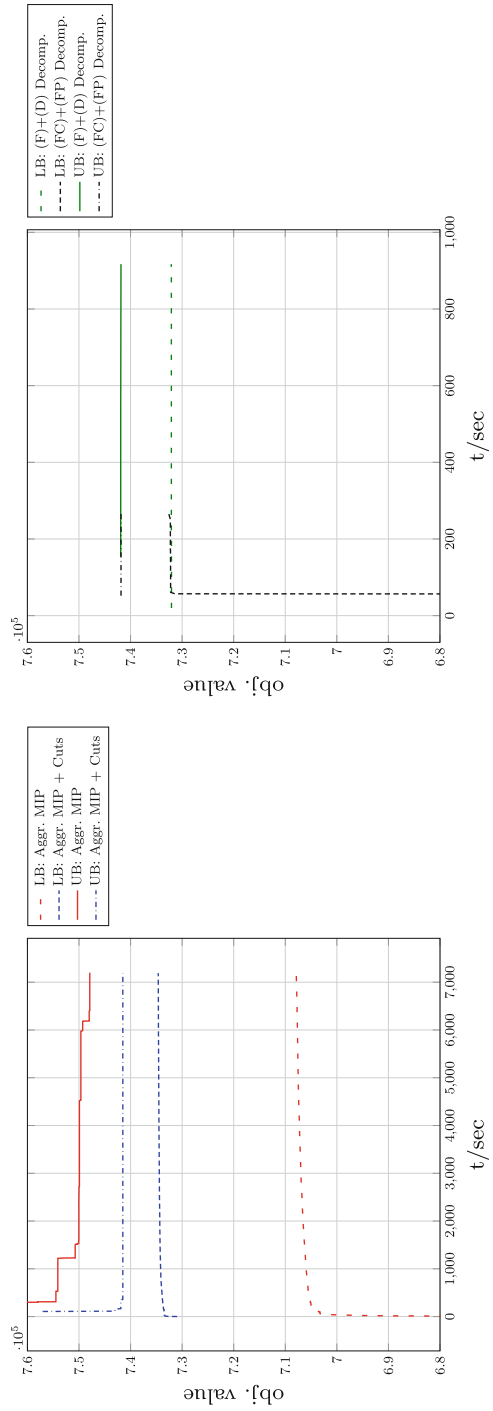 ·10⁵
7.6
7.5
7.4
7.3
7.2
7.1
7
6.9
6.8
obj. value
0
1,000
2,000
3,000
4,000
5,000
6,000
7,000
t/sec
LB: Aggr. MIP
LB: Aggr. MIP + Cuts
UB: Aggr. MIP
UB: Aggr. MIP + Cuts
·10⁵
7.6
7.5
7.4
7.3
7.2
7.1
7
6.9
6.8
obj. value
0
200
400
600
800
1,000
t/sec
LB: (F)+(D) Decomp.
LB: (FC)+(FP) Decomp.
UB: (F)+(D) Decomp.
UB: (FC)+(FP) Decomp.